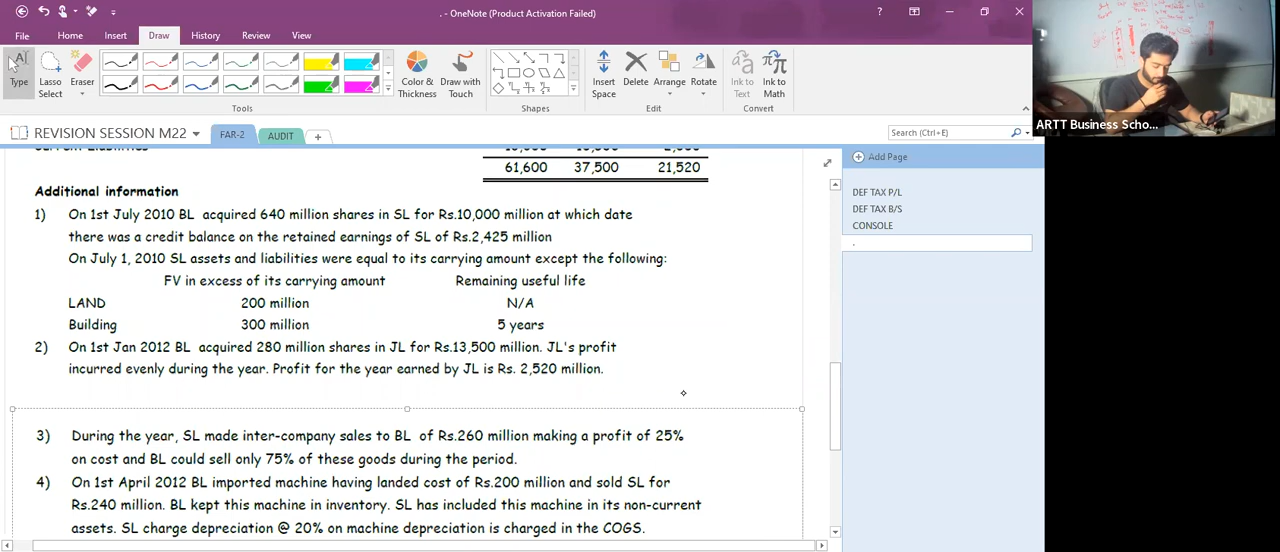 . - OneNote (Product Activation Failed)
File Home Insert Draw History Review View
Type Lasso Select Eraser Color & Thickness Draw with Touch Insert Space Delete Arrange Rotate Ink to Text Ink to Math
Tools Shapes Edit Convert
REVISION SESSION M22 FAR-2 AUDIT + Search (Ctrl+E)
61,600 37,500 21,520
Additional information
1) On 1st July 2010 BL acquired 640 million shares in SL for Rs.10,000 million at which date
there was a credit balance on the retained earnings of SL of Rs.2,425 million
On July 1, 2010 SL assets and liabilities were equal to its carrying amount except the following:
FV in excess of its carrying amount Remaining useful life
LAND 200 million N/A
Building 300 million 5 years
2) On 1st Jan 2012 BL acquired 280 million shares in JL for Rs.13,500 million. JL's profit
incurred evenly during the year. Profit for the year earned by JL is Rs. 2,520 million.
3) During the year, SL made inter-company sales to BL of Rs.260 million making a profit of 25%
on cost and BL could sell only 75% of these goods during the period.
4) On 1st April 2012 BL imported machine having landed cost of Rs.200 million and sold SL for
Rs.240 million. BL kept this machine in inventory. SL has included this machine in its non-current
assets. SL charge depreciation @ 20% on machine depreciation is charged in the COGS.
Add Page
DEF TAX P/L
DEF TAX B/S
CONSOLE
.
ARTT Business Scho...